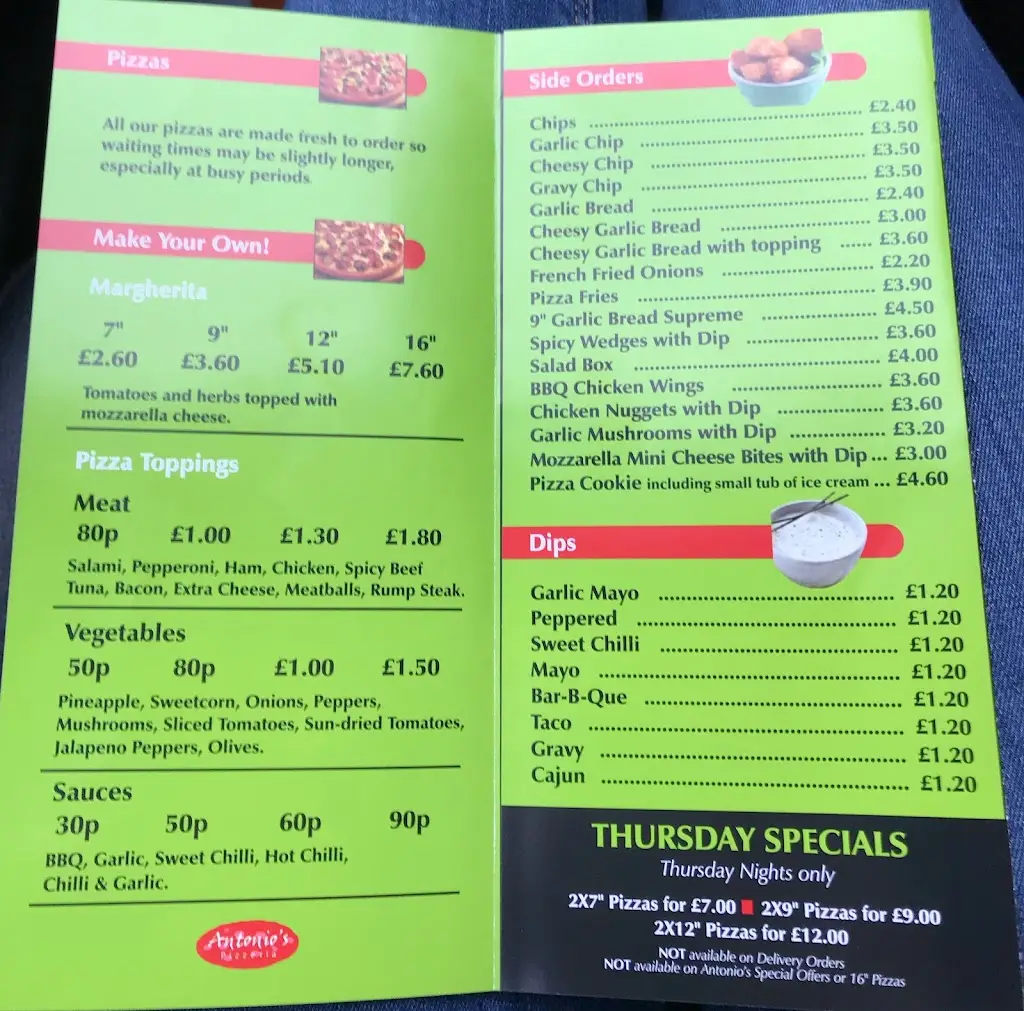 Pizzas
All our pizzas are made fresh to order so
waiting times may be slightly longer,
especially at busy periods.
Make Your Own!
Margherita
7" 9" 12" 16"
£2.60 £3.60 £5.10 £7.60
Tomatoes and herbs topped with
mozzarella cheese.
Pizza Toppings
Meat
80p £1.00 £1.30 £1.80
Salami, Pepperoni, Ham, Chicken, Spicy Beef
Tuna, Bacon, Extra Cheese, Meatballs, Rump Steak.
Vegetables
50p 80p £1.00 £1.50
Pineapple, Sweetcorn, Onions, Peppers,
Mushrooms, Sliced Tomatoes, Sun-dried Tomatoes,
Jalapeno Peppers, Olives.
Sauces
30p 50p 60p 90p
BBQ, Garlic, Sweet Chilli, Hot Chilli,
Chilli & Garlic.
Antonio's
Pizzeria
Side Orders
Chips £2.40
Garlic Chip £3.50
Cheesy Chip £3.50
Gravy Chip £3.50
Garlic Bread £2.40
Cheesy Garlic Bread £3.00
Cheesy Garlic Bread with topping £3.60
French Fried Onions £2.20
Pizza Fries £3.90
9" Garlic Bread Supreme £4.50
Spicy Wedges with Dip £3.60
Salad Box £4.00
BBQ Chicken Wings £3.60
Chicken Nuggets with Dip £3.60
Garlic Mushrooms with Dip £3.20
Mozzarella Mini Cheese Bites with Dip... £3.00
Pizza Cookie including small tub of ice cream ... £4.60
Dips
Garlic Mayo £1.20
Peppered £1.20
Sweet Chilli £1.20
Mayo £1.20
Bar-B-Que £1.20
Taco £1.20
Gravy £1.20
Cajun £1.20
THURSDAY SPECIALS
Thursday Nights only
2X7" Pizzas for £7.00 2X9" Pizzas for £9.00
2X12" Pizzas for £12.00
NOT available on Delivery Orders
NOT available on Antonio's Special Offers or 16" Pizzas